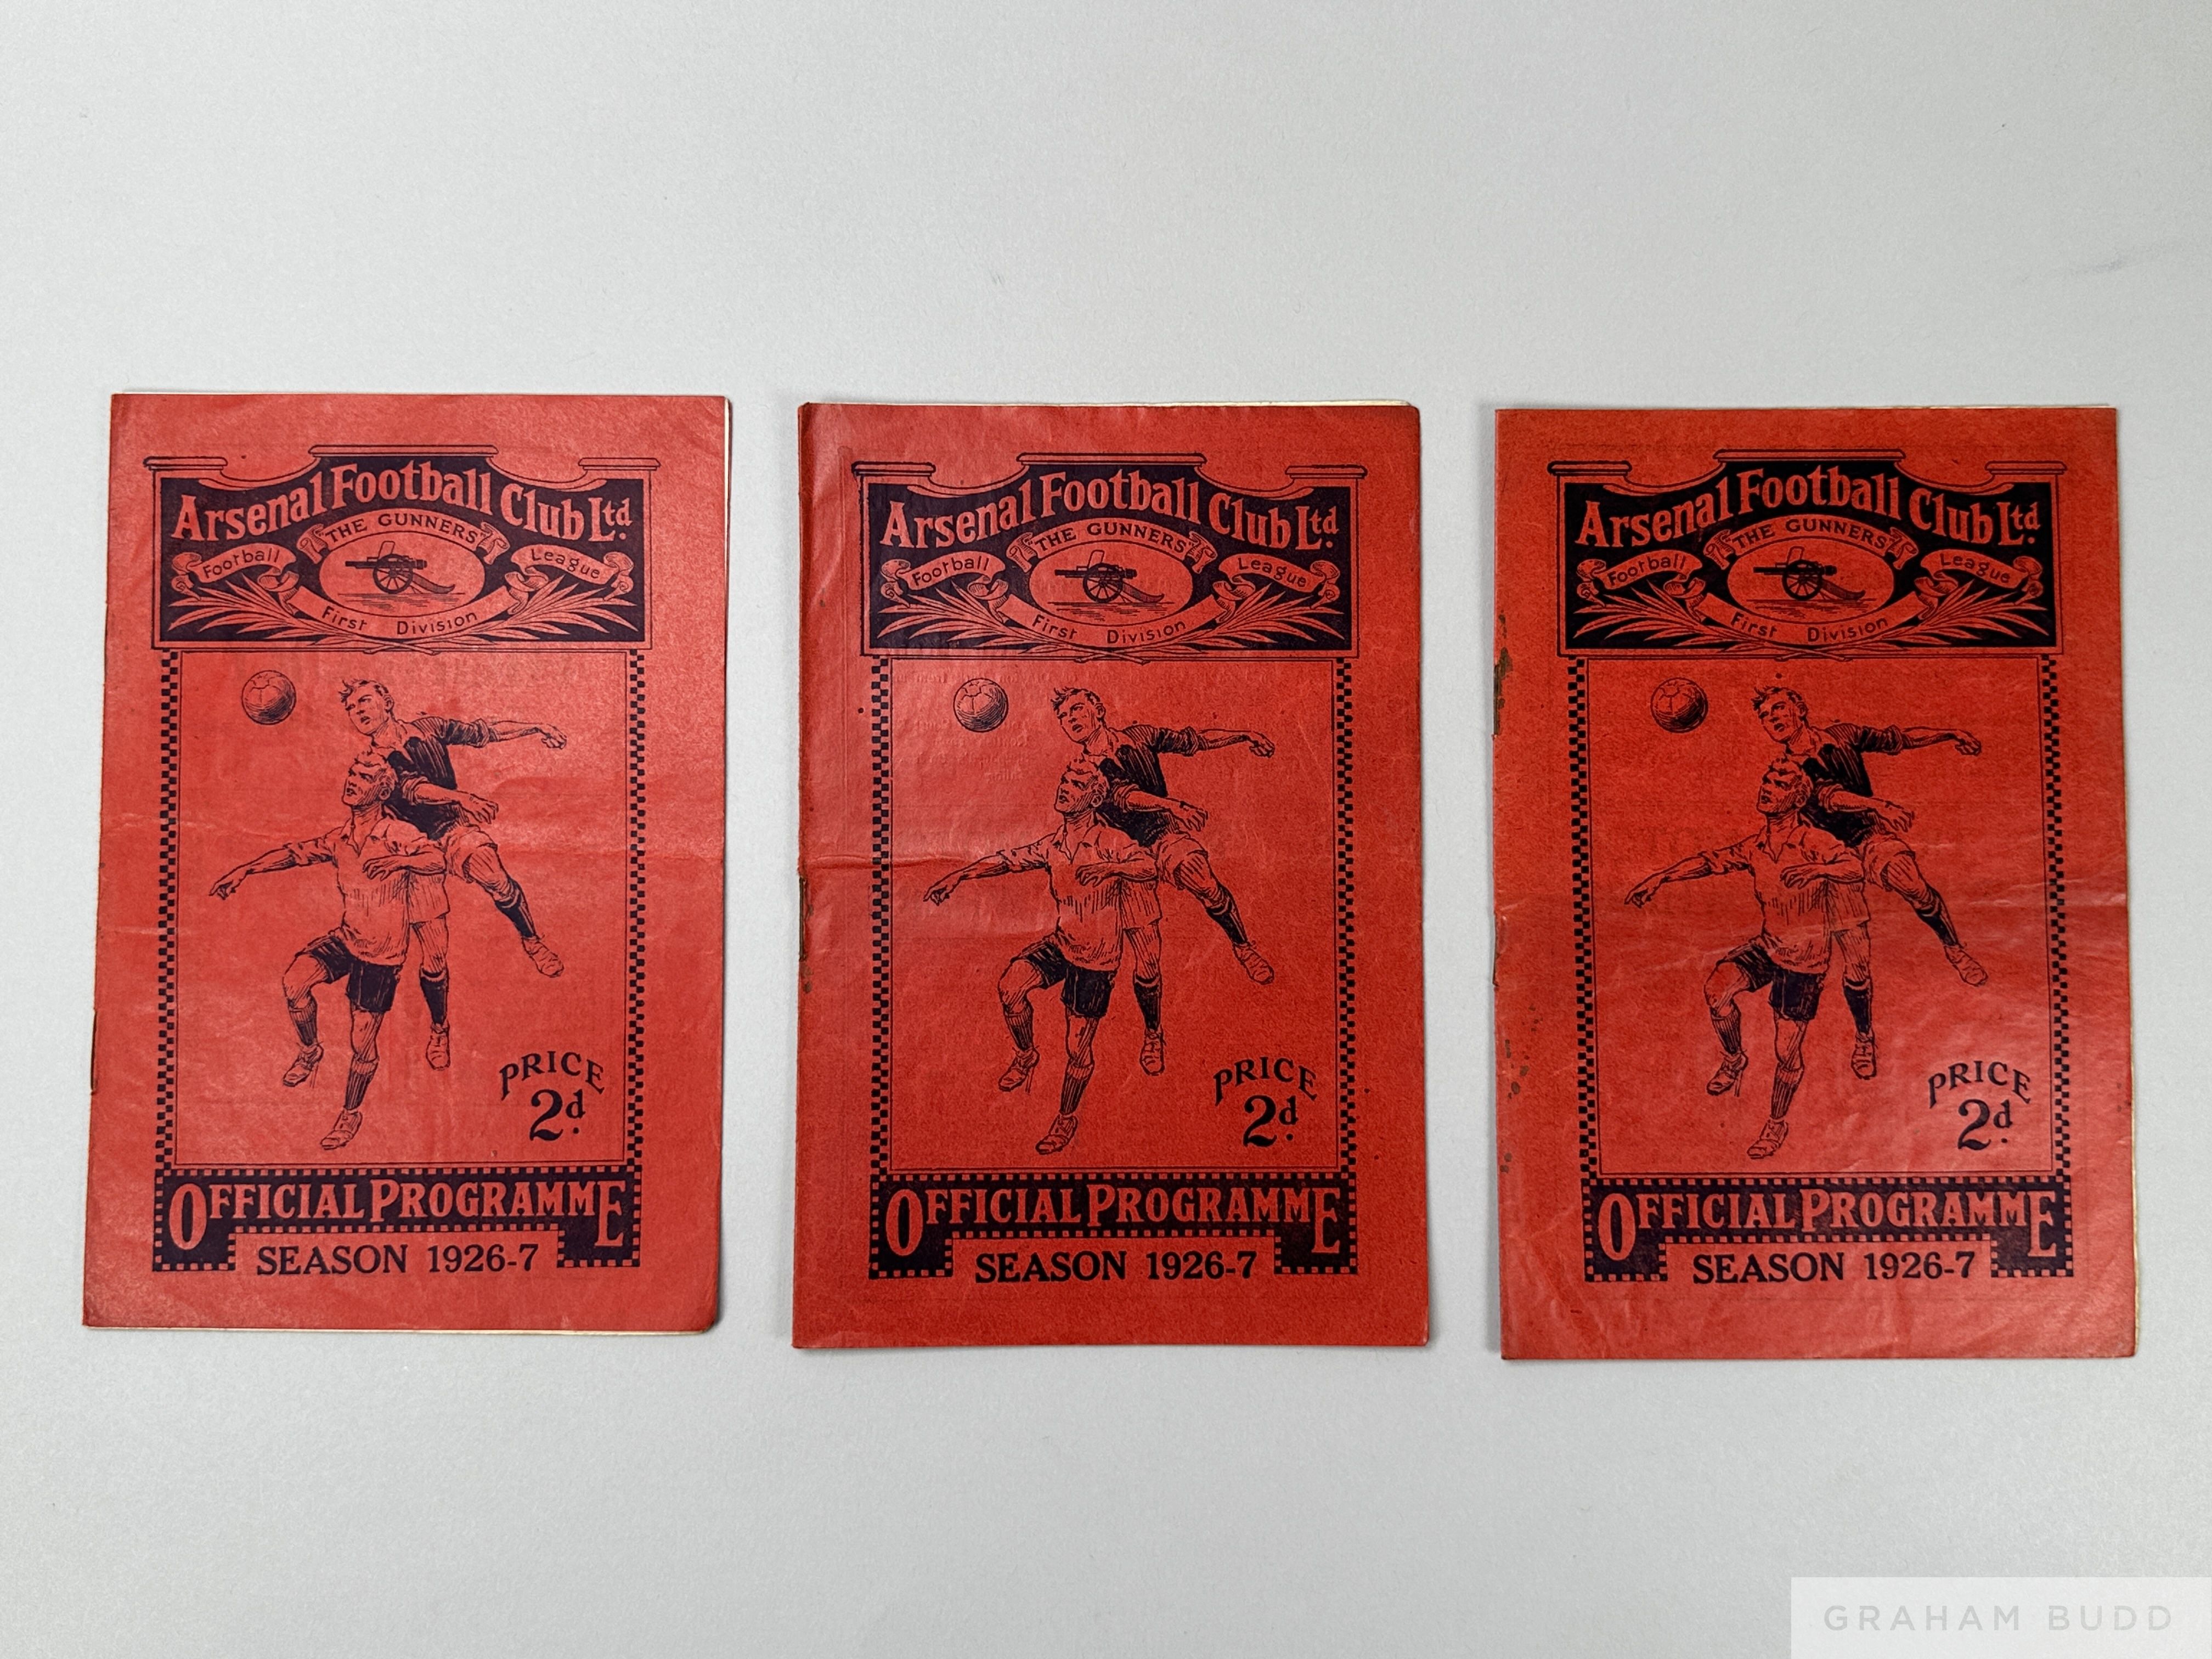 Arsenal Football Club Ltd.
THE GUNNERS
Football League
First Division
PRICE
2d.
OFFICIAL PROGRAMME
SEASON 1926-7
Arsenal Football Club Ltd.
THE GUNNERS
Football League
First Division
PRICE
2d.
OFFICIAL PROGRAMME
SEASON 1926-7
Arsenal Football Club Ltd.
THE GUNNERS
Football League
First Division
PRICE
2d.
OFFICIAL PROGRAMME
SEASON 1926-7
GRAHAM BUDD